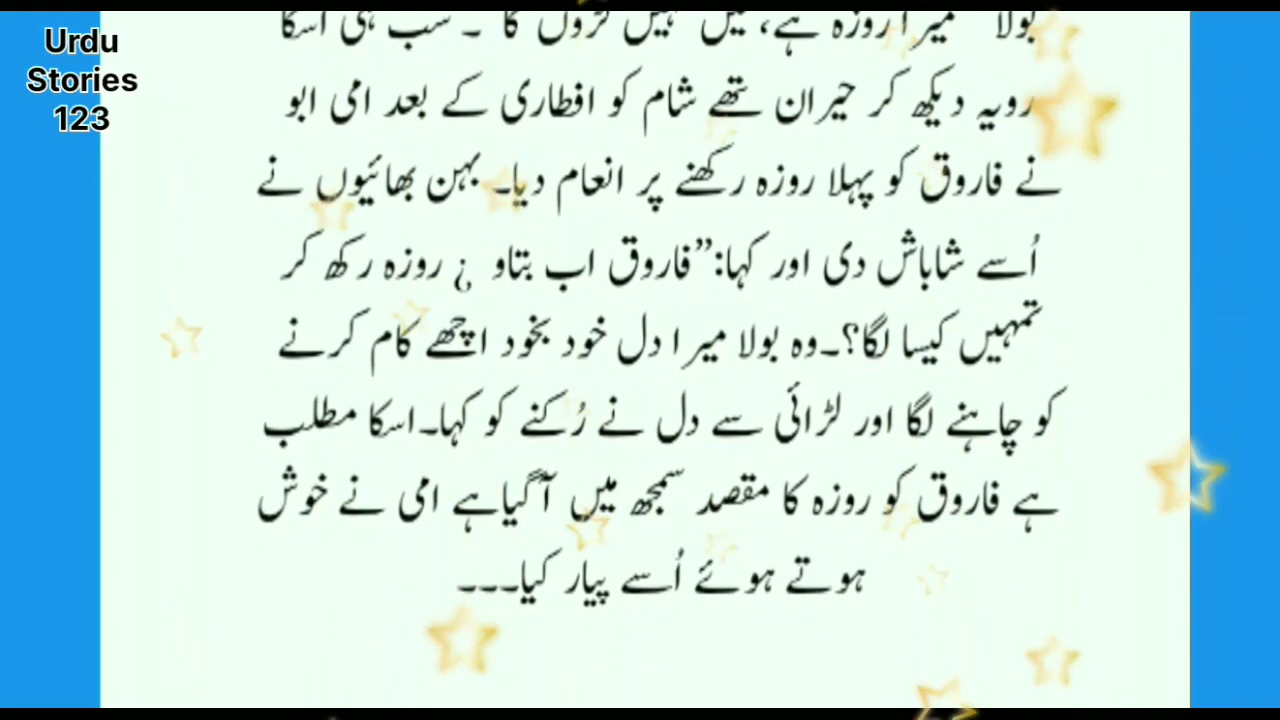 Urdu
Stories
123
بولا میرا روزہ ہے، میں نہیں لڑوں گا ۔ سب ہی اسکا
رویہ دیکھ کر حیران تھے شام کو افطاری کے بعد امی ابو
نے فاروق کو پہلا روزہ رکھنے پر انعام دیا۔ بہن بھائیوں نے
اُسے شاباش دی اور کہا:”فاروق اب بتاو ¿ روزہ رکھ کر
تمہیں کیسا لگا؟۔وہ بولا میرا دل خود بخود اچھے کام کرنے
کو چاہنے لگا اور لڑائی سے دل نے رُکنے کو کہا۔اسکا مطلب
ہے فاروق کو روزہ کا مقصد سمجھ میں آگیاہے امی نے خوش
ہوتے ہوئے اُسے پیار کیا۔۔۔